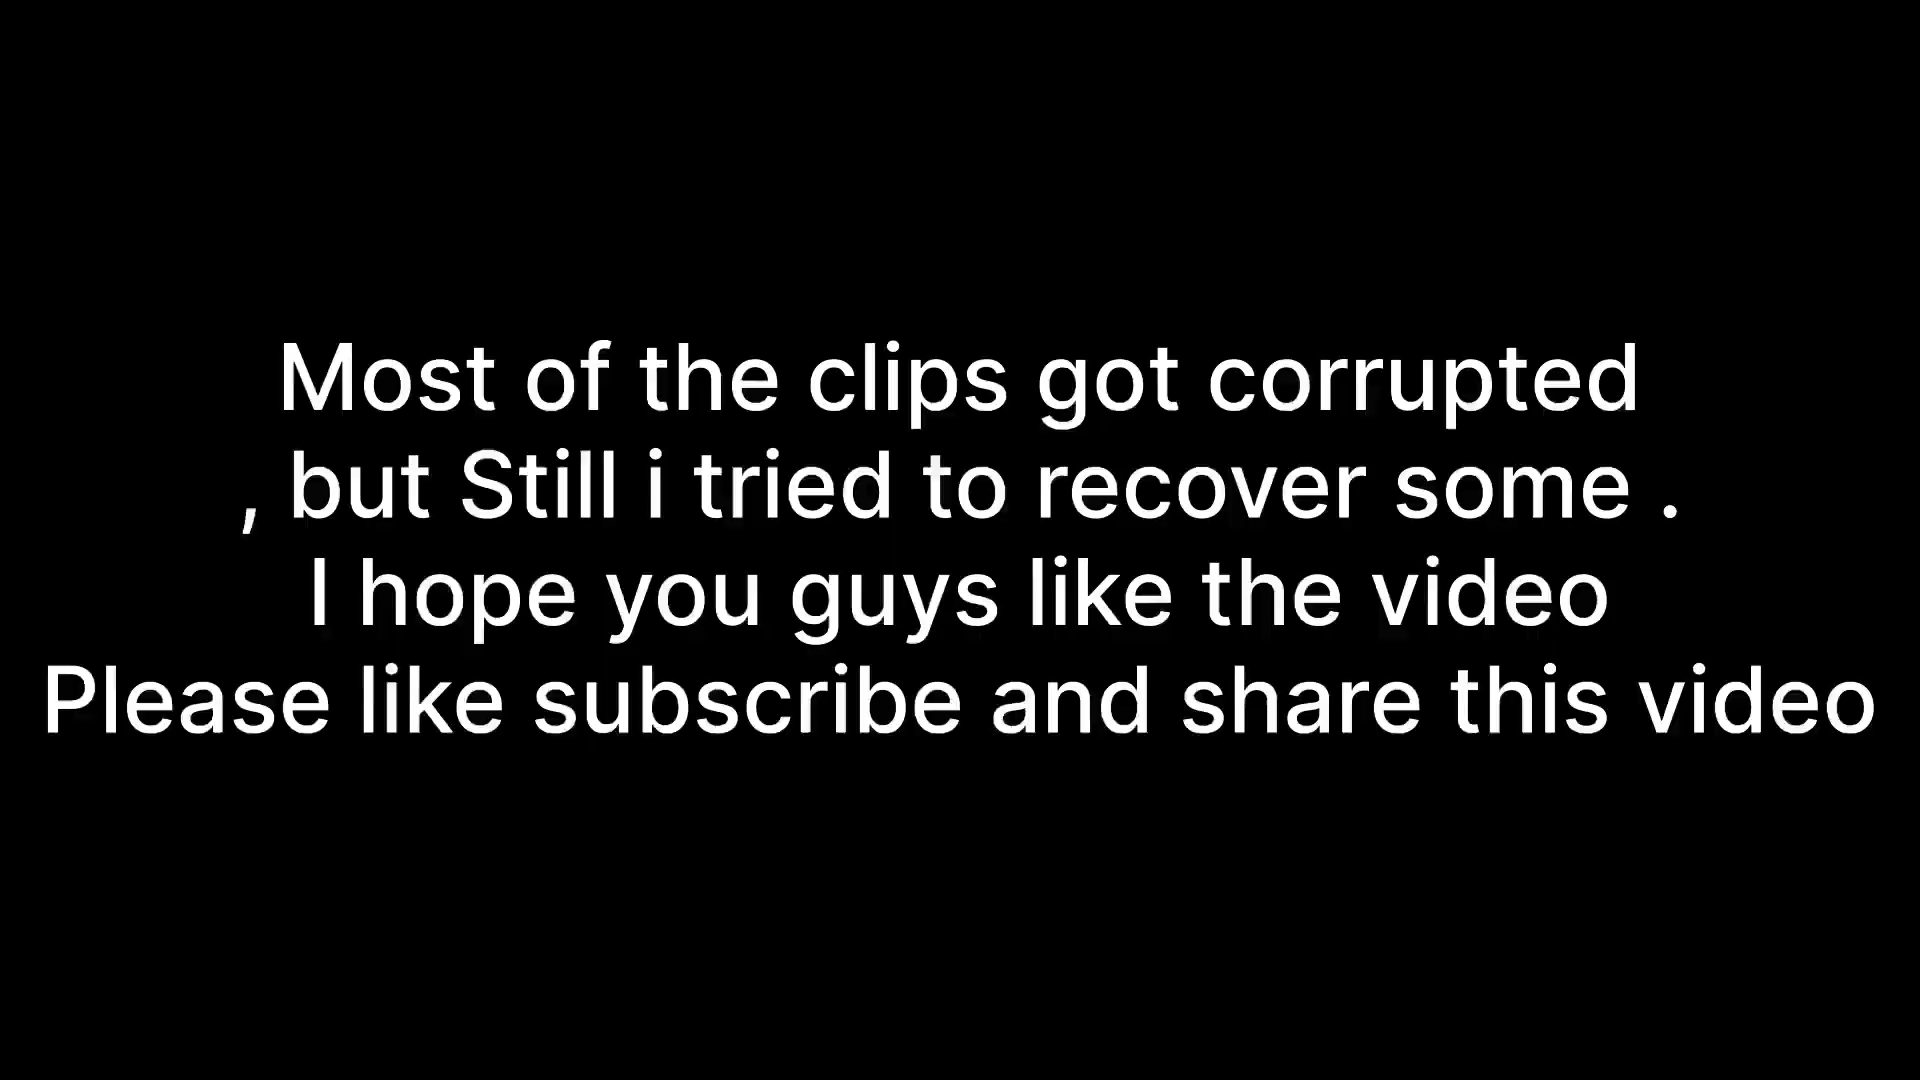 Most of the clips got corrupted
, but Still i tried to recover some .
I hope you guys like the video
Please like subscribe and share this video